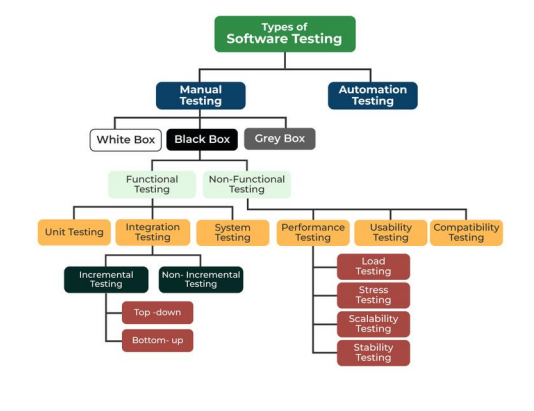 Types of
Software Testing
Manual
Testing
Automation
Testing
White Box
Black Box
Grey Box
Functional
Testing
Non-Functional
Testing
Unit Testing
Integration
Testing
System
Testing
Performance
Testing
Usability
Testing
Compatibility
Testing
Incremental
Testing
Non- Incremental
Testing
Load
Testing
Stress
Testing
Top -down
Scalability
Testing
Bottom- up
Stability
Testing